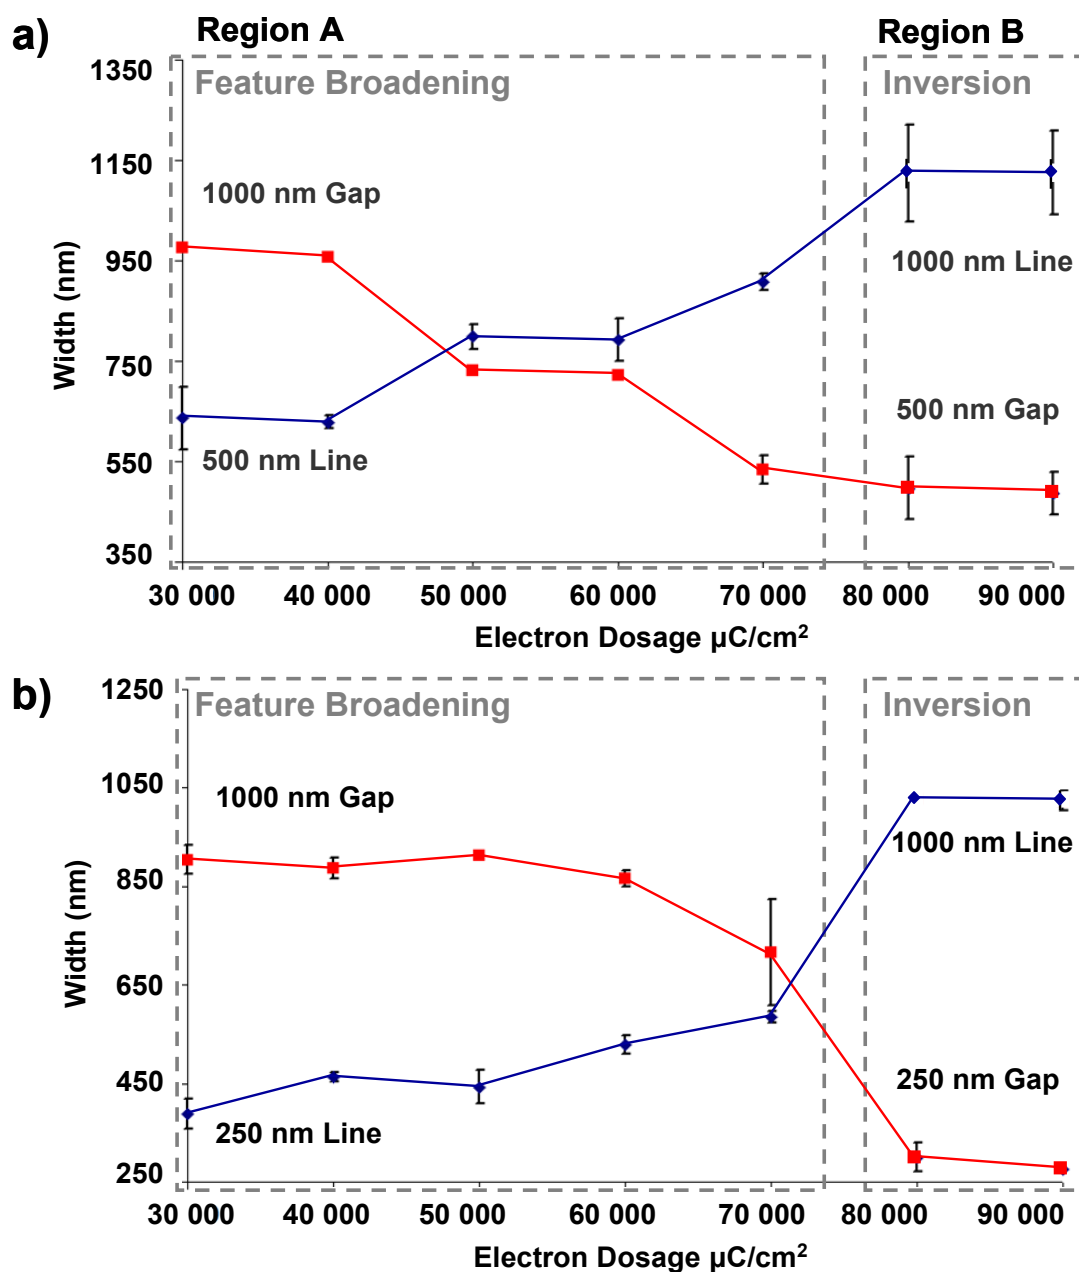 a)
Region A
Region B
Feature Broadening
Inversion
1350
1150
950
750
550
350
Width (nm)
1000 nm Gap
500 nm Line
1000 nm Line
500 nm Gap
30 000 40 000 50 000 60 000 70 000 80 000 90 000
Electron Dosage µC/cm²
b)
Feature Broadening
Inversion
1250
1050
850
650
450
250
Width (nm)
1000 nm Gap
250 nm Line
1000 nm Line
250 nm Gap
30 000 40 000 50 000 60 000 70 000 80 000 90 000
Electron Dosage µC/cm²